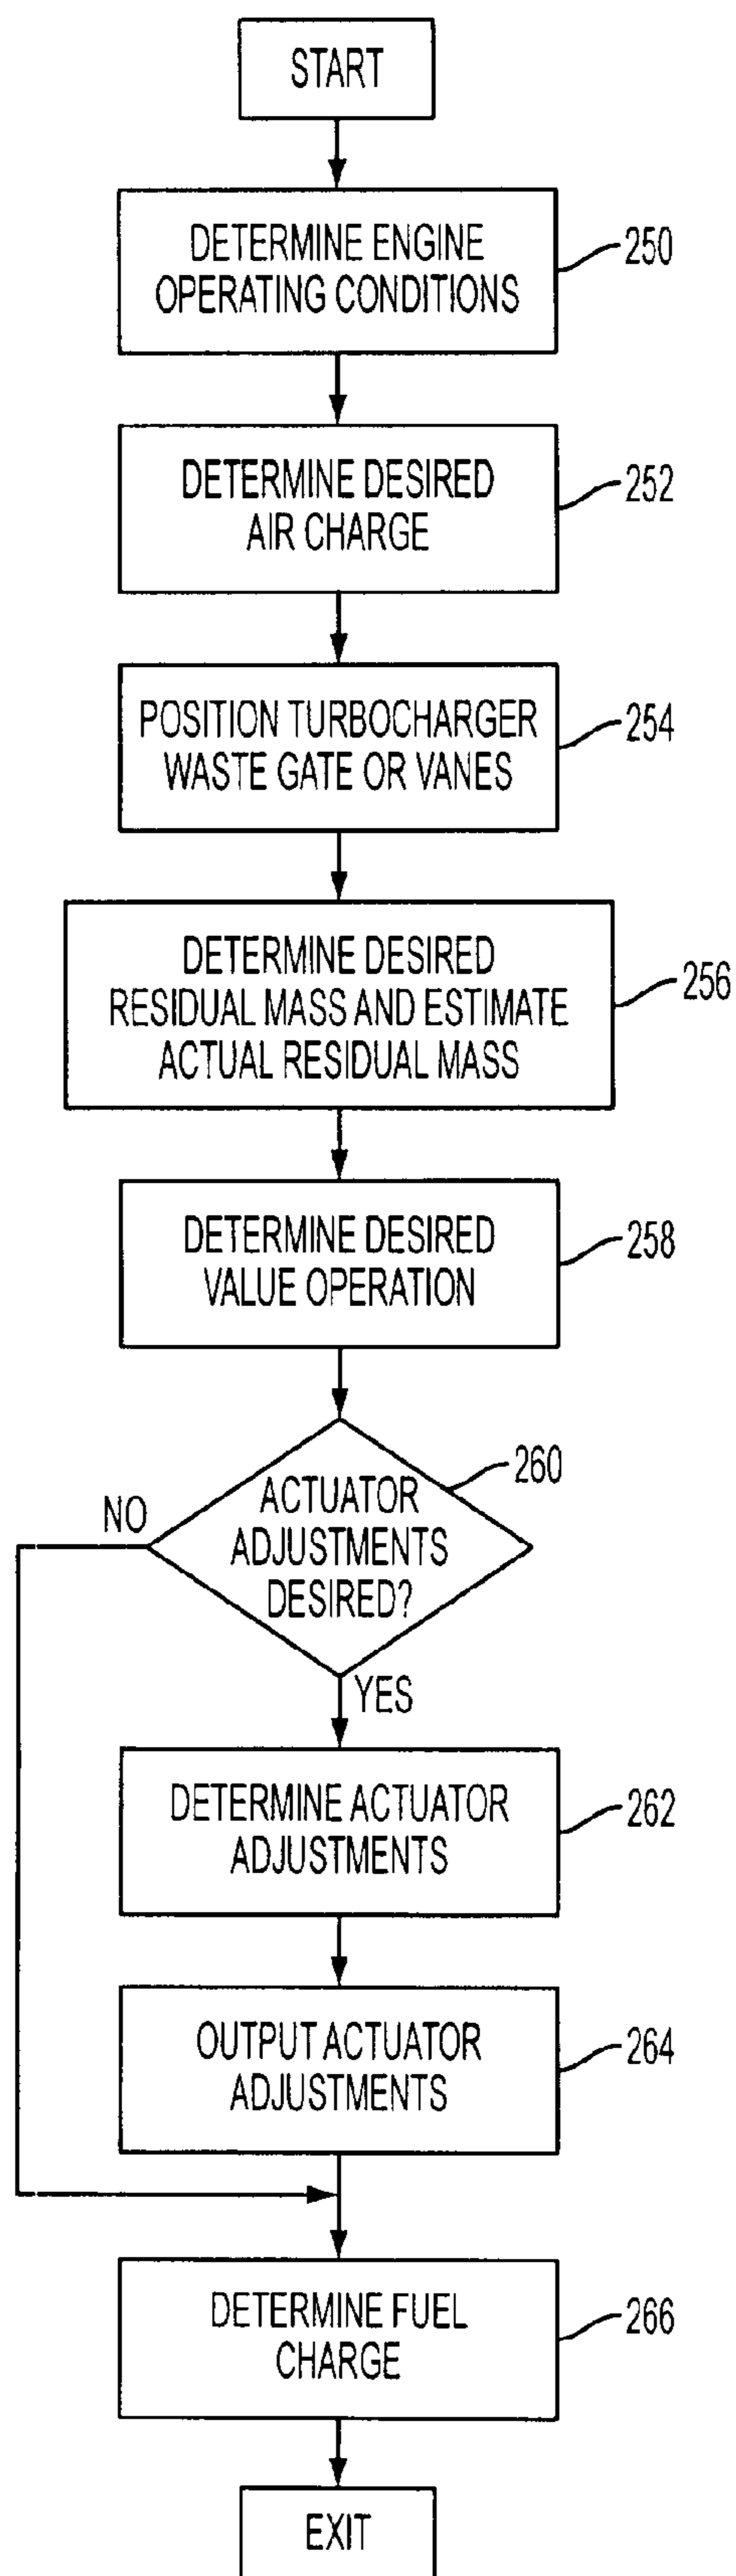 START
DETERMINE ENGINE
OPERATING CONDITIONS
250
DETERMINE DESIRED
AIR CHARGE
252
POSITION TURBOCHARGER
WASTE GATE OR VANES
254
DETERMINE DESIRED
RESIDUAL MASS AND ESTIMATE
ACTUAL RESIDUAL MASS
256
DETERMINE DESIRED
VALUE OPERATION
258
ACTUATOR
ADJUSTMENTS
DESIRED?
260
NO
YES
DETERMINE ACTUATOR
ADJUSTMENTS
262
OUTPUT ACTUATOR
ADJUSTMENTS
264
DETERMINE FUEL
CHARGE
266
EXIT